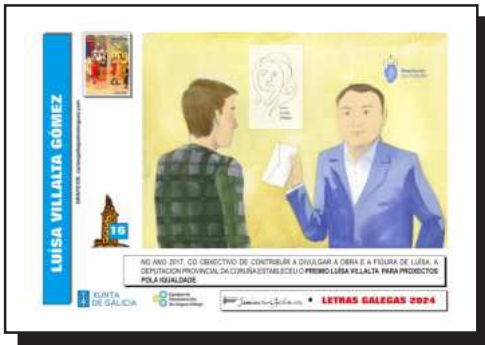 LUÍSA VILLALTA GÓMEZ
16
NO ANO 2017, CO OBXECTIVO DE CONTRIBUÍR A DIVULGAR A OBRA E A FIGURA DE LUÍSA, A
DEPUTACIÓN PROVINCIAL DA CORUÑA ESTABLECEU O PREMIO LUÍSA VILLALTA PARA PROXECTOS
POLA IGUALDADE.
XUNTA
DE GALICIA
• LETRAS GALEGAS 2024